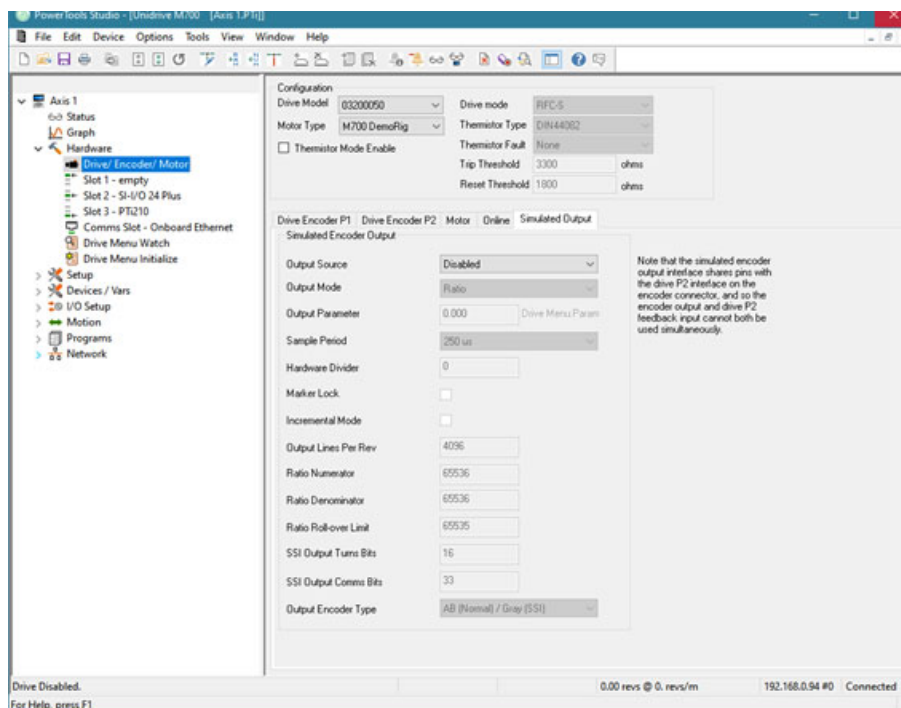 PowerTools Studio - [Unidrive M700 [Axis 1.PTi]]
File Edit Device Options Tools View Window Help
Axis 1
Status
Graph
Hardware
Drive/ Encoder/ Motor
Slot 1 - empty
Slot 2 - SI-I/O 24 Plus
Slot 3 - PTi210
Comms Slot - Onboard Ethernet
Drive Menu Watch
Drive Menu Initialize
Setup
Devices / Vars
I/O Setup
Motion
Programs
Network
Configuration
Drive Model 03200050 Drive mode RFC-S
Motor Type M700 DemoRig Thermistor Type DIN44082
Thermistor Mode Enable Thermistor Fault None
Trip Threshold 3300 ohms
Reset Threshold 1800 ohms
Drive Encoder P1 Drive Encoder P2 Motor Online Simulated Output
Simulated Encoder Output
Output Source Disabled
Output Mode Ratio
Output Parameter 0.000 Drive Menu Param
Sample Period 250 us
Hardware Divider 0
Marker Lock
Incremental Mode
Output Lines Per Rev 4096
Ratio Numerator 65536
Ratio Denominator 65536
Ratio Roll-over Limit 65535
SSI Output Turns Bits 16
SSI Output Comms Bits 33
Output Encoder Type AB (Normal) / Gray (SSI)
Note that the simulated encoder
output interface shares pins with
the drive P2 interface on the
encoder connector, and so the
encoder output and drive P2
feedback input cannot both be
used simultaneously.
Drive Disabled. 0.00 revs @ 0. revs/m 192.168.0.94 #0 Connected
For Help, press F1